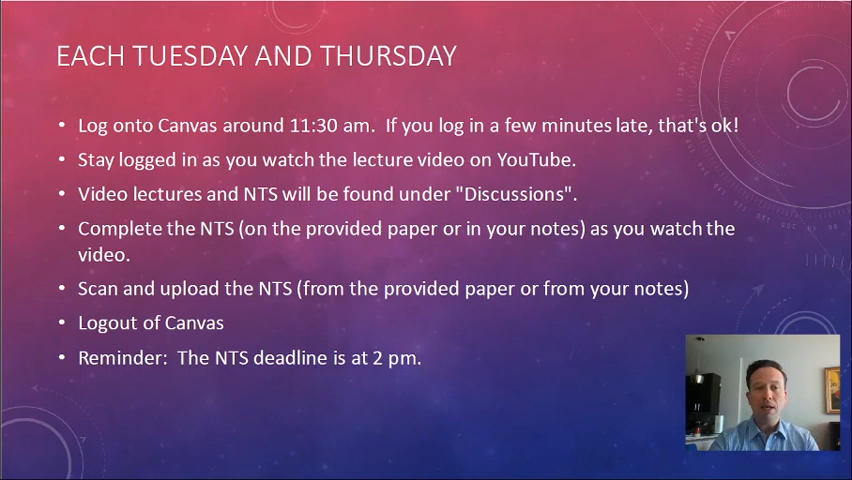 EACH TUESDAY AND THURSDAY
• Log onto Canvas around 11:30 am.  If you log in a few minutes late, that's ok!
• Stay logged in as you watch the lecture video on YouTube.
• Video lectures and NTS will be found under "Discussions".
• Complete the NTS (on the provided paper or in your notes) as you watch the
video.
• Scan and upload the NTS (from the provided paper or from your notes)
• Logout of Canvas
• Reminder:  The NTS deadline is at 2 pm.